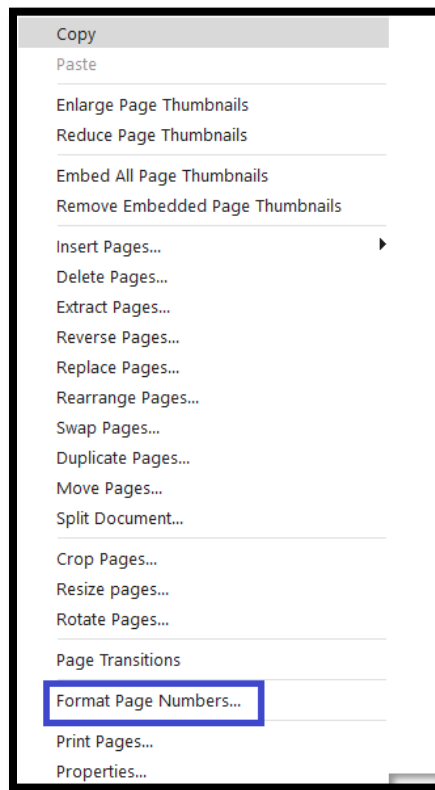 Copy
Paste
Enlarge Page Thumbnails
Reduce Page Thumbnails
Embed All Page Thumbnails
Remove Embedded Page Thumbnails
Insert Pages...
Delete Pages...
Extract Pages...
Reverse Pages...
Replace Pages...
Rearrange Pages...
Swap Pages...
Duplicate Pages...
Move Pages...
Split Document...
Crop Pages...
Resize pages...
Rotate Pages...
Page Transitions
Format Page Numbers...
Print Pages...
Properties...